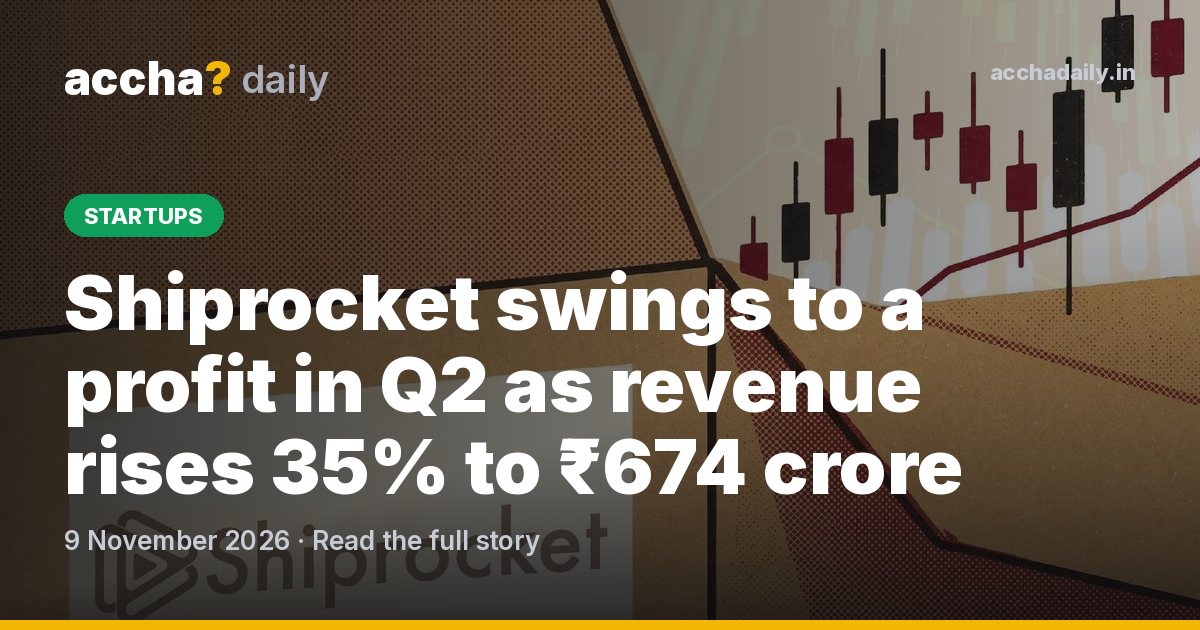 accha? daily
acchadaily.in
STARTUPS
Shiprocket swings to a
profit in Q2 as revenue
rises 35% to ₹674 crore
9 November 2026 · Read the full story
Shiprocket